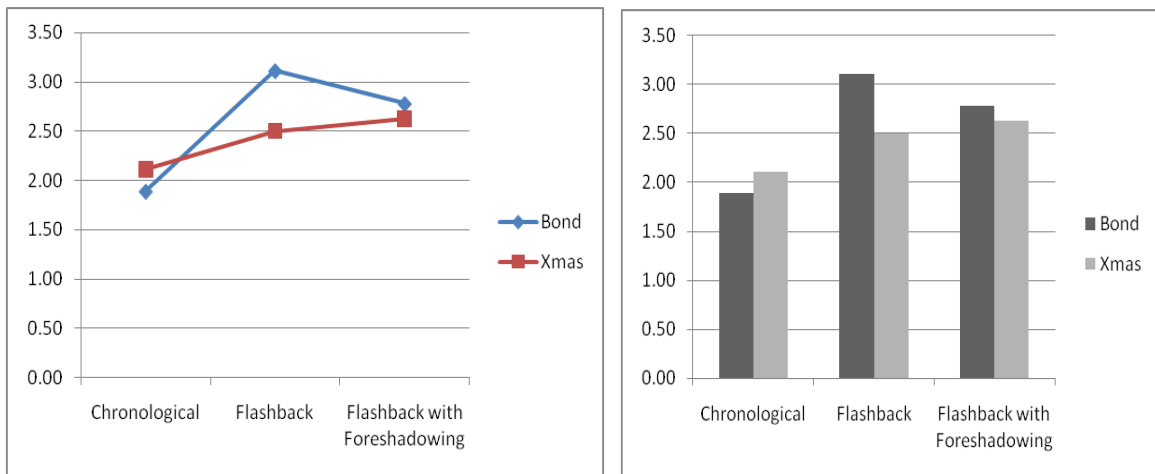 3.50
3.00
2.50
2.00
1.50
1.00
0.50
0.00
Chronological
Flashback
Flashback with
Foreshadowing
Bond
Xmas
3.50
3.00
2.50
2.00
1.50
1.00
0.50
0.00
Chronological
Flashback
Flashback with
Foreshadowing
Bond
Xmas